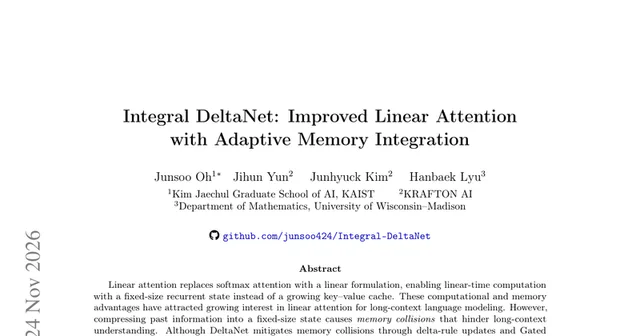 Integral DeltaNet: Improved Linear Attention
with Adaptive Memory Integration
Junsoo Oh¹* Jihun Yun² Junhyuck Kim² Hanbaek Lyu³
¹Kim Jaechul Graduate School of AI, KAIST ²KRAFTON AI
³Department of Mathematics, University of Wisconsin–Madison
github.com/junsoo424/Integral-DeltaNet
Abstract
Linear attention replaces softmax attention with a linear formulation, enabling linear-time computation
with a fixed-size recurrent state instead of a growing key–value cache. These computational and memory
advantages have attracted growing interest in linear attention for long-context language modeling. However,
compressing past information into a fixed-size state causes memory collisions that hinder long-context
understanding. Although DeltaNet mitigates memory collisions through delta-rule updates and Gated
24 Nov 2026